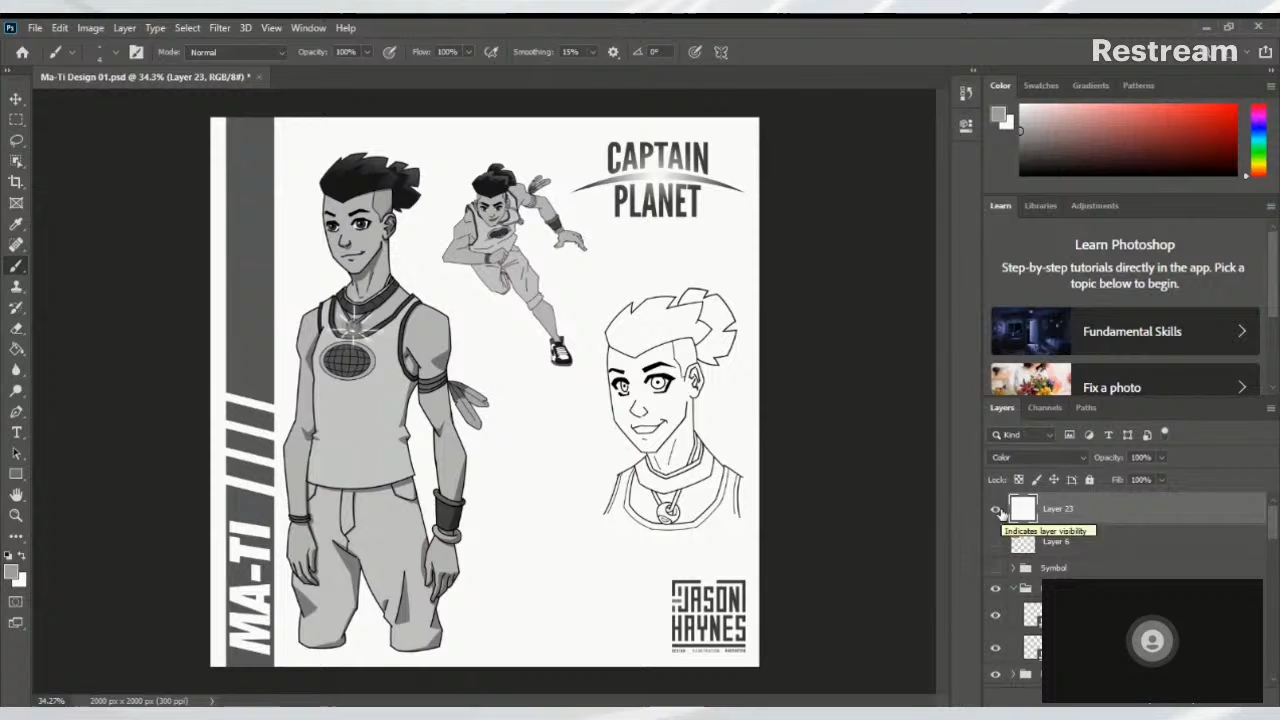 File Edit Image Layer Type Select Filter 3D View Window Help
Restream
4 Mode: Normal Opacity: 100% Flow: 100% Smoothing: 15% 0°
Ma-Ti Design 01.psd @ 34.3% (Layer 23, RGB/8#) *
Color Swatches Gradients Patterns
CAPTAIN
PLANET
MA-TI
JASON
HAYNES
Learn Libraries Adjustments
Learn Photoshop
Step-by-step tutorials directly in the app. Pick a
topic below to begin.
Fundamental Skills
Fix a photo
Layers Channels Paths
Kind
Color Opacity: 100%
Lock: Fill: 100%
Layer 23
Indicates layer visibility
Layer 6
Symbol
34.27% 2000 px x 2000 px (300 ppi)